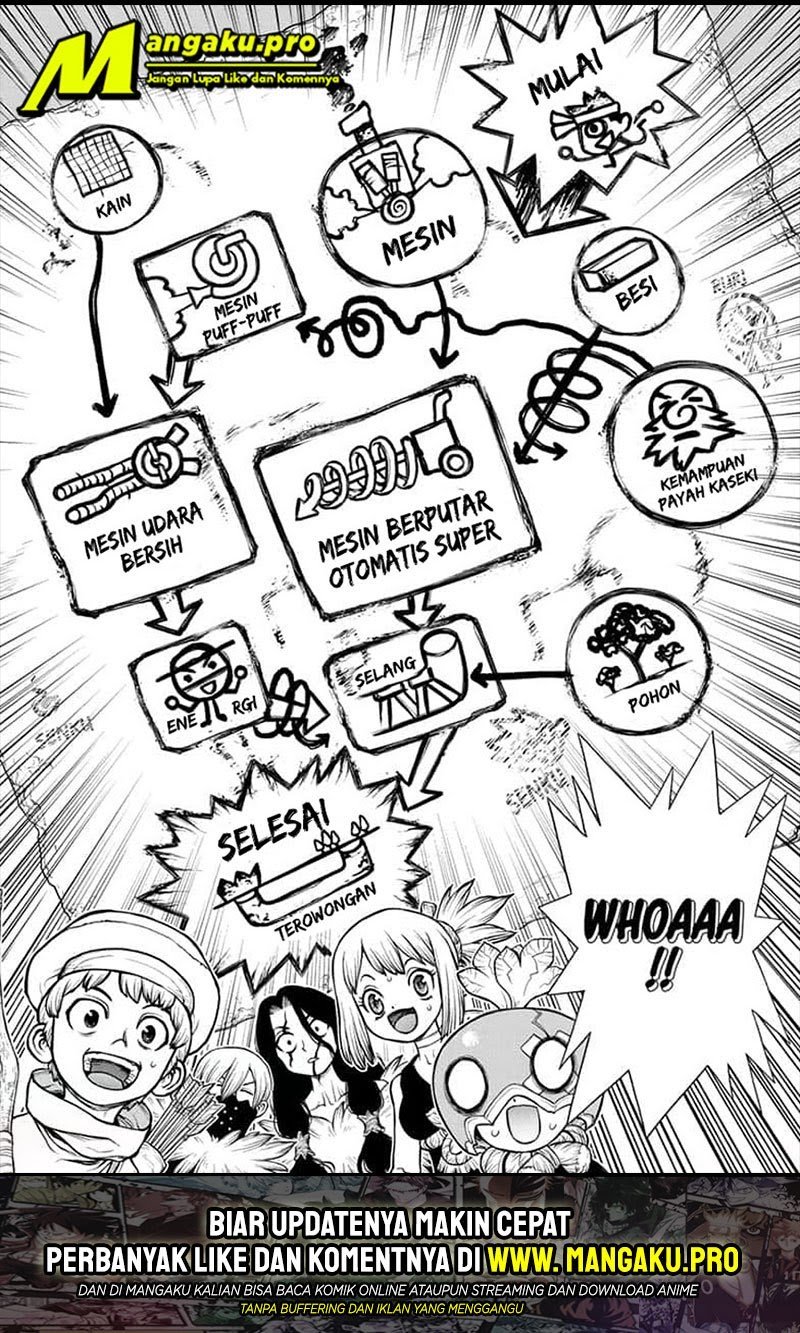 Mangaku.pro
Jangan Lupa Like dan Komennya
MULAI
KAIN
MESIN
MESIN
PUFF-PUFF
BESI
KEMAMPUAN
PAYAH KASEKI
MESIN UDARA
BERSIH
MESIN BERPUTAR
OTOMATIS SUPER
ENE RGI
SELANG
POHON
SENKU
SENKU
SELESAI
TEROWONGAN
WHOAAA
!!
BIAR UPDATENYA MAKIN CEPAT
PERBANYAK LIKE DAN KOMENTNYA DI WWW. MANGAKU.PRO
DAN DI MANGAKU KALIAN BISA BACA KOMIK ONLINE ATAUPUN STREAMING DAN DOWNLOAD ANIME
TANPA BUFFERING DAN IKLAN YANG MENGGANGU